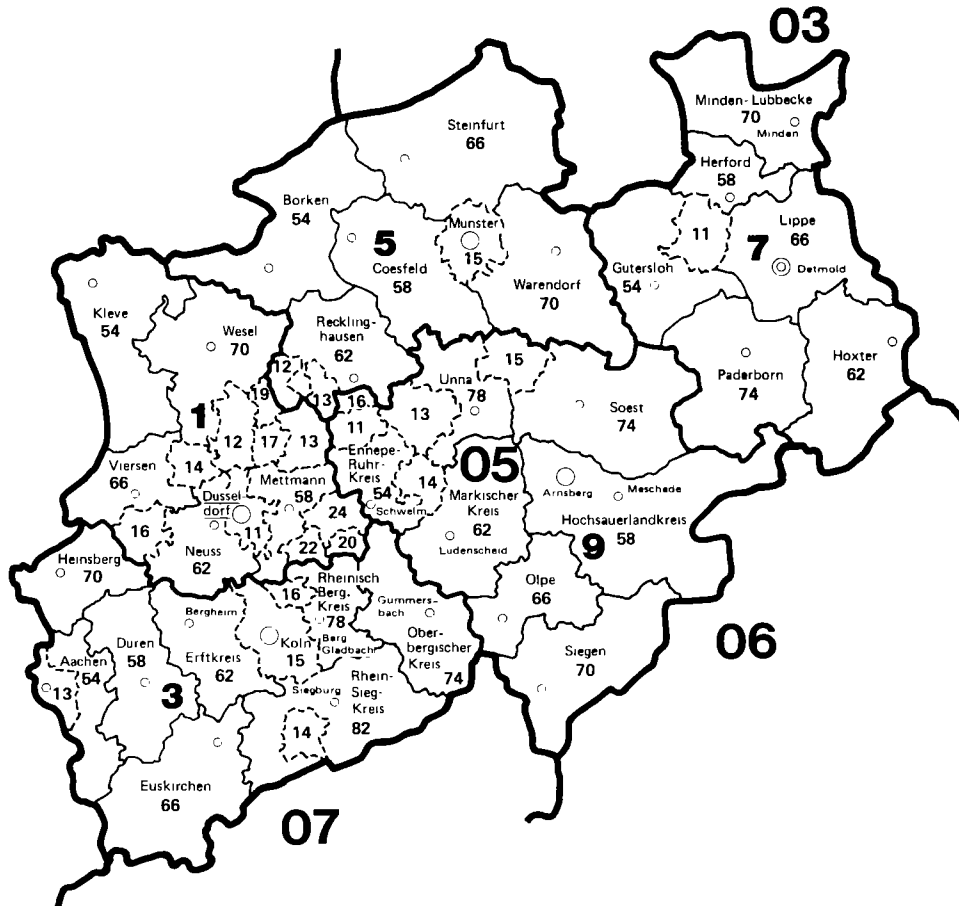 03
Minden-Lubbecke
70
Minden
Steinfurt
66
Herford
58
Borken
54
Munster
15
5
Coesfeld
58
Warendorf
70
11
Lippe
66
7
Detmold
Gutersloh
54
Kleve
54
Wesel
70
Reckling-
hausen
62
Paderborn
74
Hoxter
62
12
13
15
Unna
78
Soest
74
19
16
13
11
1
12
17
13
14
Viersen
66
Mettmann
58
Ennepe-
Ruhr-
Kreis
54
14
Schwelm
05
Arnsberg
Meschede
Markischer
Kreis
62
Ludenscheid
Hochsauerlandkreis
58
9
Dussel
dorf
11
24
22
20
16
Neuss
62
Heinsberg
70
Olpe
66
Bergheim
16
Rheinisch
Berg.
Kreis
78
Berg
Gladbach
Gummers-
bach
Ober-
bergischer
Kreis
74
06
Siegen
70
Aachen
54
13
Duren
58
Erftkreis
62
Koln
15
3
Siegburg
Rhein-
Sieg-
Kreis
82
14
Euskirchen
66
07